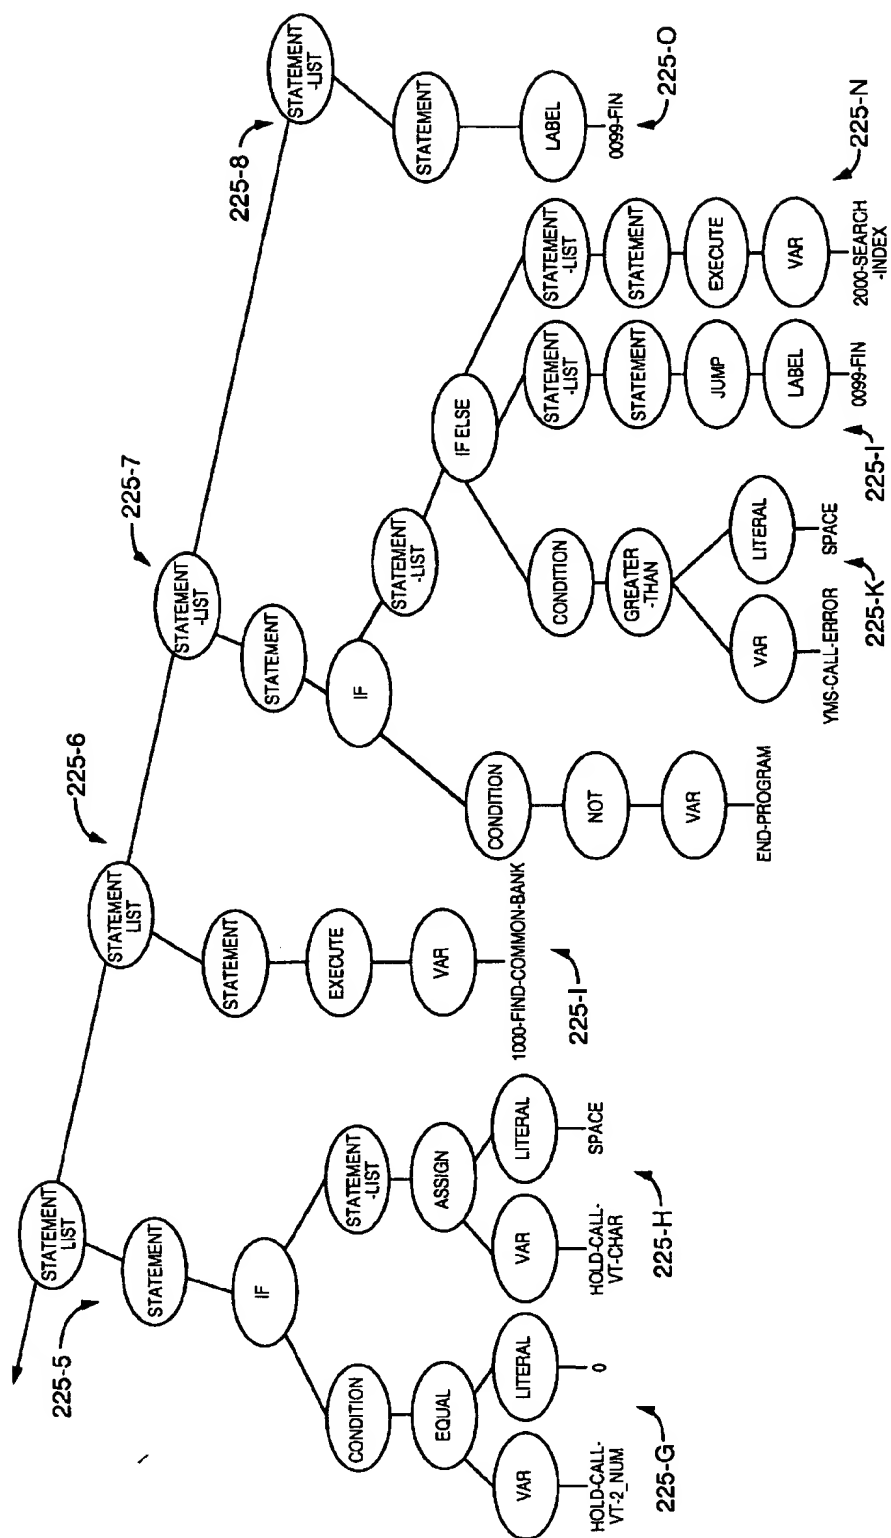 STATEMENT
LIST
225-5
STATEMENT
IF
CONDITION
EQUAL
VAR
HOLD-CALL-
VT-2_NUM
LITERAL
0
225-G
STATEMENT
-LIST
ASSIGN
VAR
HOLD-CALL-
VT-CHAR
LITERAL
SPACE
225-H
STATEMENT
LIST
225-6
STATEMENT
EXECUTE
VAR
1000-FIND-COMMON-BANK
225-I
STATEMENT
-LIST
225-7
STATEMENT
IF
CONDITION
NOT
VAR
END-PROGRAM
STATEMENT
-LIST
IF ELSE
CONDITION
GREATER
-THAN
VAR
YMS-CALL-ERROR
LITERAL
SPACE
225-K
STATEMENT
-LIST
STATEMENT
JUMP
LABEL
0099-FIN
225-I
STATEMENT
-LIST
STATEMENT
EXECUTE
VAR
2000-SEARCH
-INDEX
225-N
STATEMENT
-LIST
225-8
STATEMENT
LABEL
0099-FIN
225-O